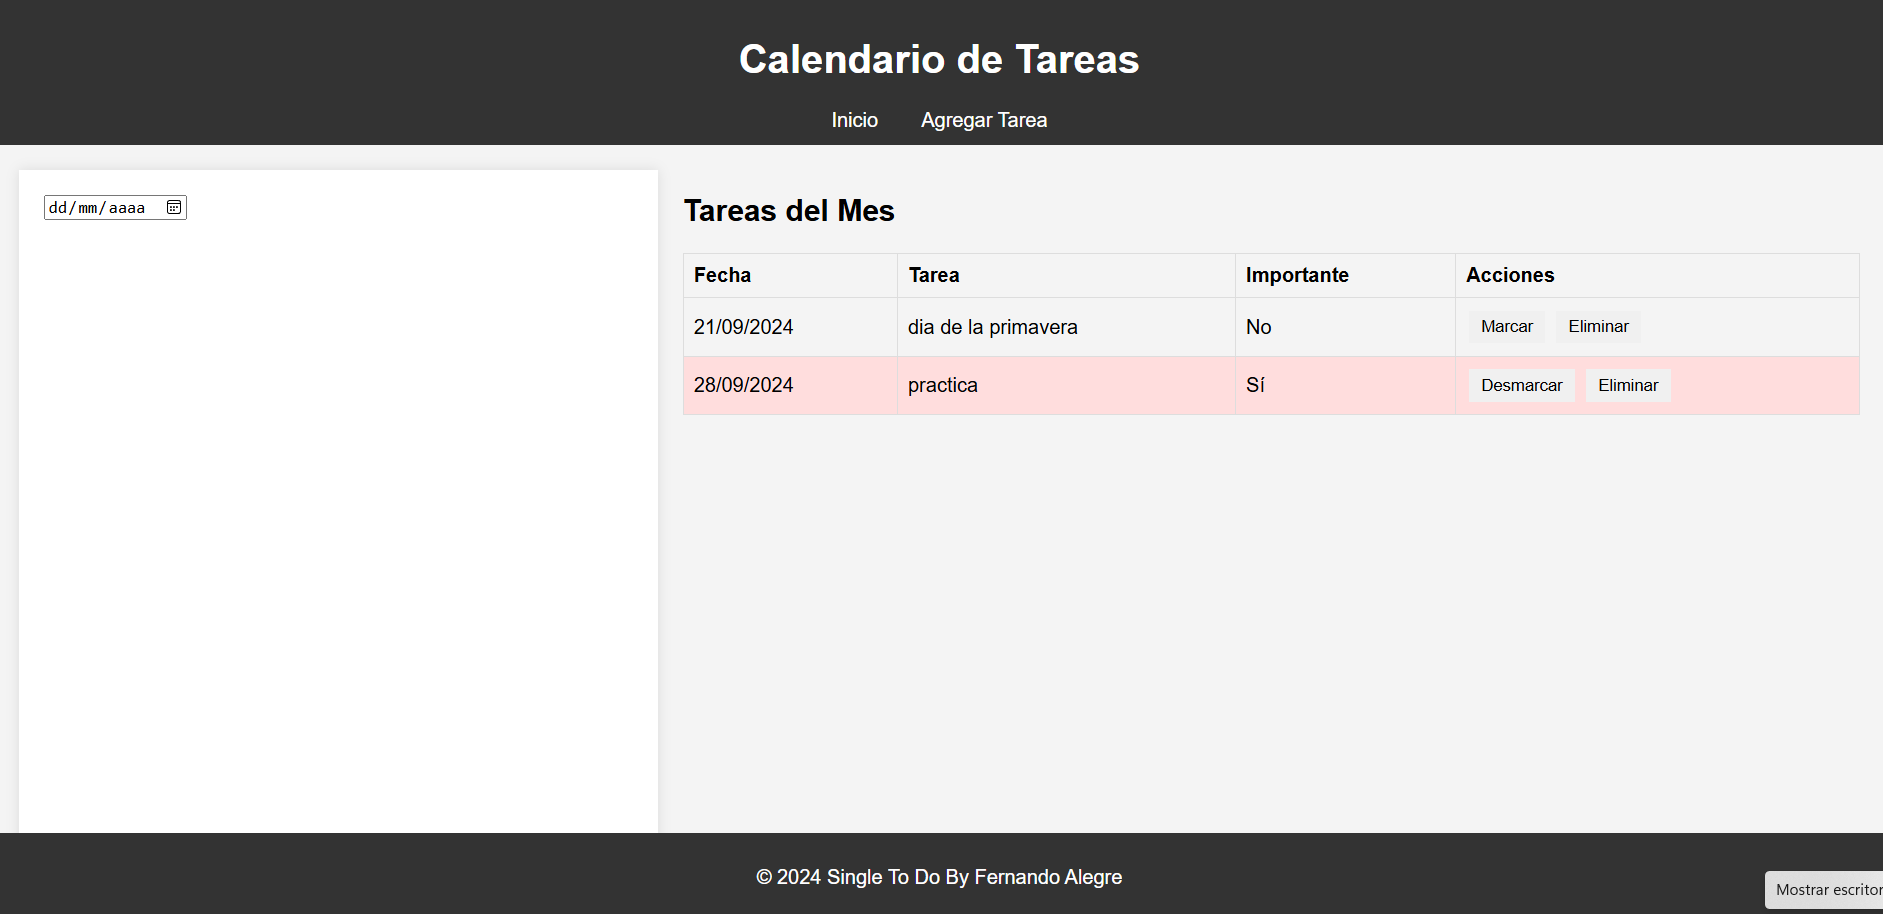 Calendario de Tareas
Inicio Agregar Tarea
dd/mm/aaaa
Tareas del Mes
Fecha Tarea Importante Acciones
21/09/2024 dia de la primavera No Marcar Eliminar
28/09/2024 practica Sí Desmarcar Eliminar
© 2024 Single To Do By Fernando Alegre
Mostrar escritor